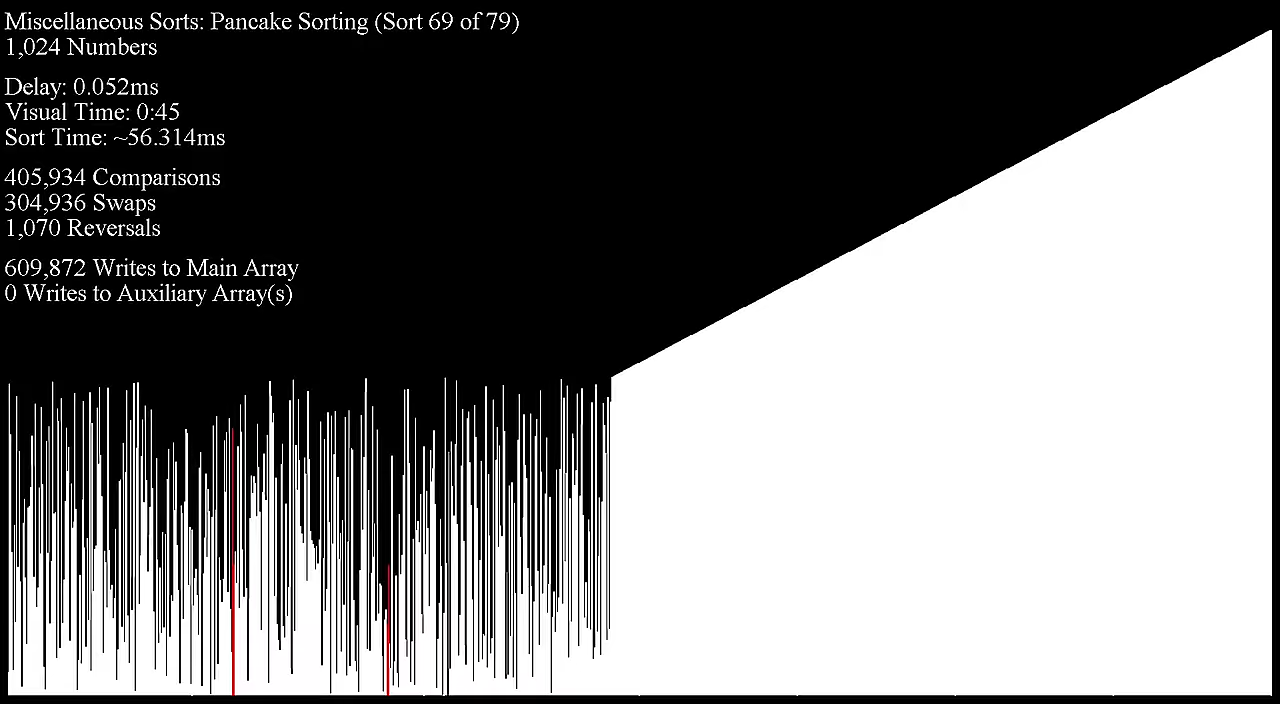 Miscellaneous Sorts: Pancake Sorting (Sort 69 of 79)
1,024 Numbers
Delay: 0.052ms
Visual Time: 0:45
Sort Time: ~56.314ms
405,934 Comparisons
304,936 Swaps
1,070 Reversals
609,872 Writes to Main Array
0 Writes to Auxiliary Array(s)